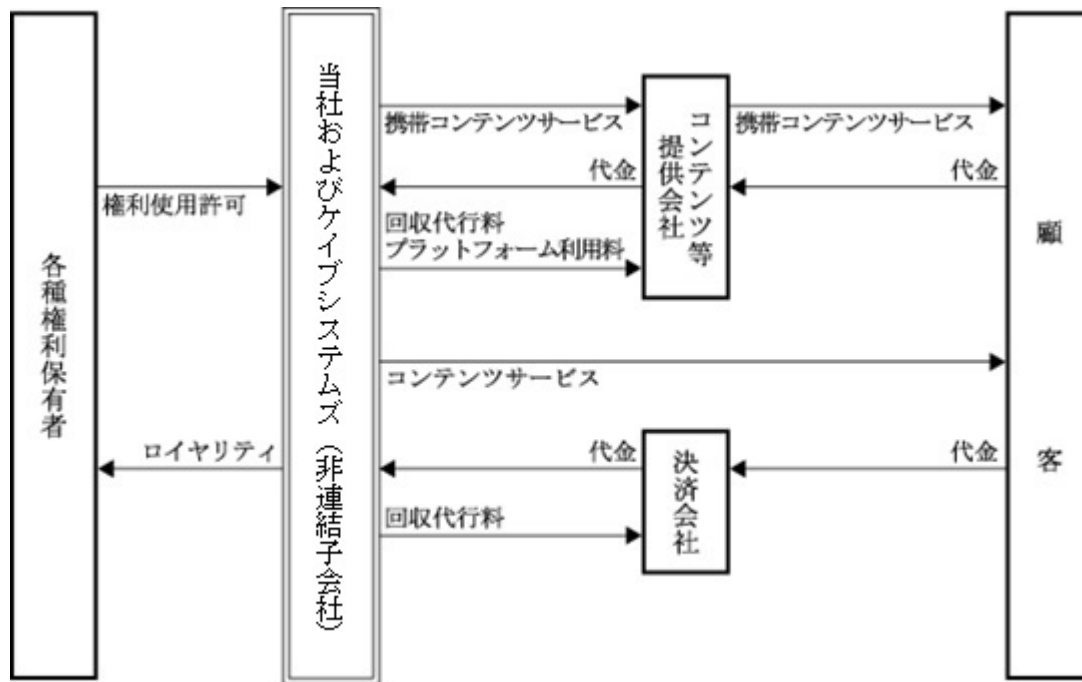 各種権利保有者
権利使用許可
ロイヤリティ
当社およびケイブシステムズ（非連結子会社）
携帯コンテンツサービス
代金
回収代行料
プラットフォーム利用料
コンテンツ等
提供会社
携帯コンテンツサービス
代金
コンテンツサービス
代金
回収代行料
決済会社
代金
顧客